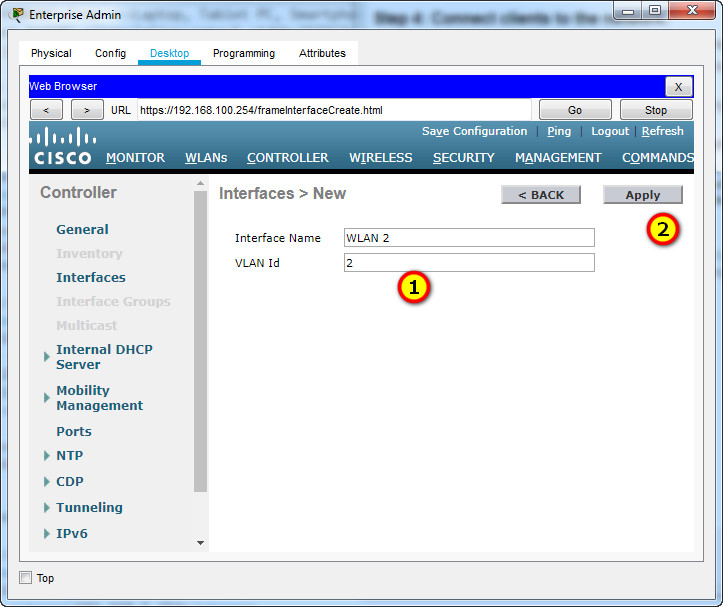 Enterprise Admin
Step 4: Connect clients to the network
Physical Config Desktop Programming Attributes
Web Browser X
< > URL https://192.168.100.254/frameInterfaceCreate.html Go Stop
Save Configuration | Ping | Logout | Refresh
CISCO MONITOR WLANs CONTROLLER WIRELESS SECURITY MANAGEMENT COMMANDS
Controller
Interfaces > New < BACK Apply
General
Inventory
Interfaces
Interface Groups
Multicast
Internal DHCP
Server
Mobility
Management
Ports
NTP
CDP
Tunneling
IPv6
Interface Name WLAN 2
VLAN Id 2
1
2
Top